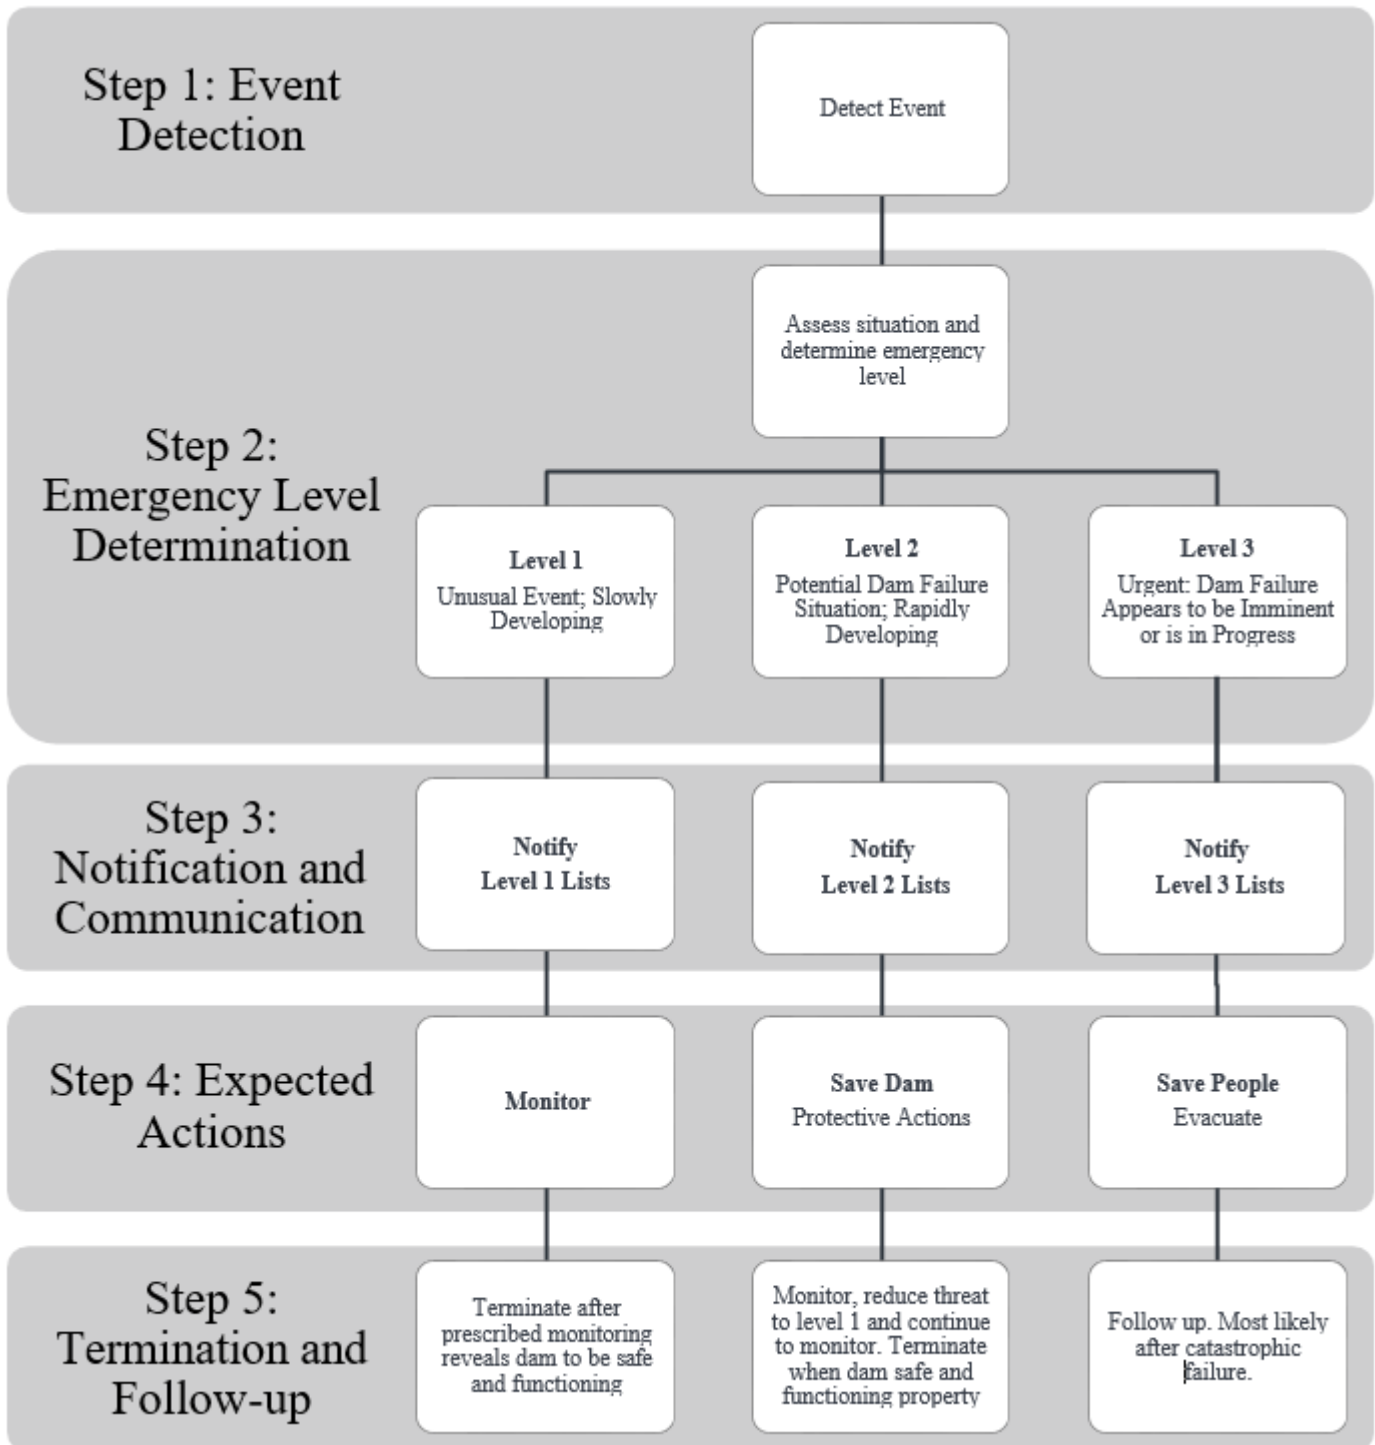 Step 1: Event
Detection
Detect Event
Step 2:
Emergency Level
Determination
Assess situation and
determine emergency
level
Level 1
Unusual Event; Slowly
Developing
Level 2
Potential Dam Failure
Situation; Rapidly
Developing
Level 3
Urgent: Dam Failure
Appears to be Imminent
or is in Progress
Step 3:
Notification and
Communication
Notify
Level 1 Lists
Notify
Level 2 Lists
Notify
Level 3 Lists
Step 4: Expected
Actions
Monitor
Save Dam
Protective Actions
Save People
Evacuate
Step 5:
Termination and
Follow-up
Terminate after
prescribed monitoring
reveals dam to be safe
and functioning
Monitor, reduce threat
to level 1 and continue
to monitor. Terminate
when dam safe and
functioning property
Follow up. Most likely
after catastrophic
failure.